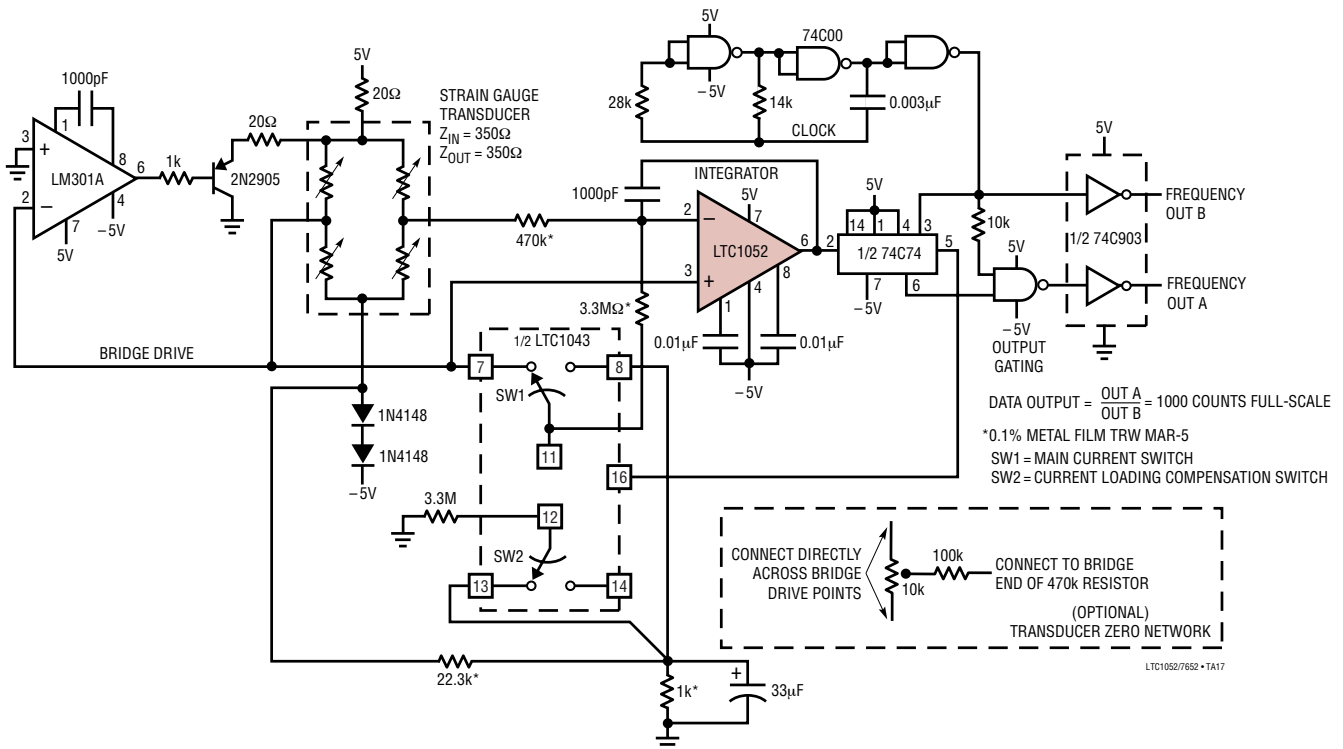 1000pF
3
+
1
8
LM301A
6
2
–
7
5V
4
–5V
1k
2N2905
20Ω
5V
20Ω
STRAIN GAUGE
TRANSDUCER
Z_IN = 350Ω
Z_OUT = 350Ω
BRIDGE DRIVE
1N4148
1N4148
–5V
5V
–5V
74C00
28k
14k
0.003µF
CLOCK
1000pF
INTEGRATOR
470k*
2
–
5V
7
LTC1052
6
3
+
1
4
8
0.01µF
0.01µF
–5V
3.3MΩ*
5V
14
1
4
3
2
1/2 74C74
5
7
–5V
6
10k
5V
–5V
OUTPUT
GATING
5V
1/2 74C903
FREQUENCY
OUT B
FREQUENCY
OUT A
1/2 LTC1043
7
8
SW1
11
16
3.3M
12
SW2
13
14
22.3k*
1k*
+
33µF
DATA OUTPUT = OUT A / OUT B = 1000 COUNTS FULL-SCALE
*0.1% METAL FILM TRW MAR-5
SW1 = MAIN CURRENT SWITCH
SW2 = CURRENT LOADING COMPENSATION SWITCH
CONNECT DIRECTLY
ACROSS BRIDGE
DRIVE POINTS
10k
100k
CONNECT TO BRIDGE
END OF 470k RESISTOR
(OPTIONAL)
TRANSDUCER ZERO NETWORK
LTC1052/7652 • TA17